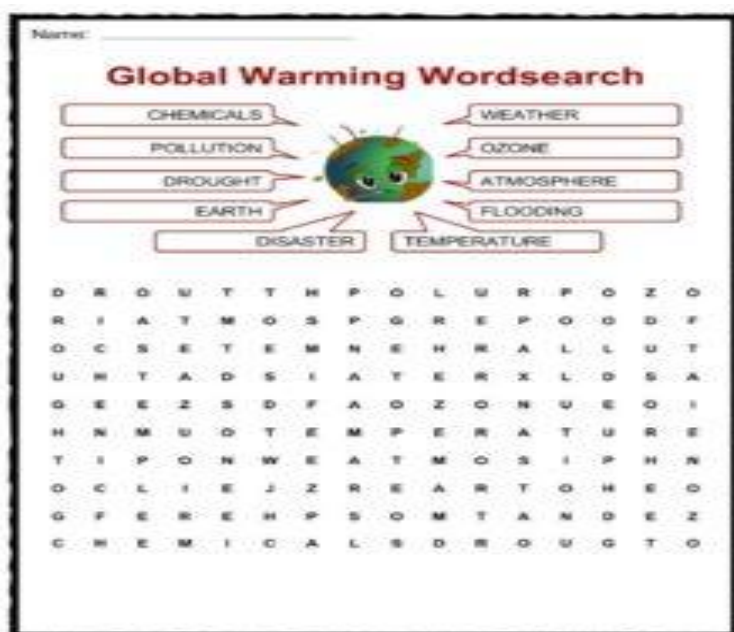 Name:
Global Warming Wordsearch
CHEMICALS WEATHER
POLLUTION OZONE
DROUGHT ATMOSPHERE
EARTH FLOODING
DISASTER TEMPERATURE
D R O U T T H P O L U R P O Z O
R I A T M O S P G R E P O O D F
O C S E T E M N E H R A L L U T
U H T A D S I A T E R X L D S A
G E E Z S D F A O Z O N U E O I
H N M U O T E M P E R A T U R E
T I P O N W E A T M O S I P H N
O C L I E J Z R E A R T O H E O
G F E R E H P S O M T A N D E Z
C H E M I C A L S D R O U G T O